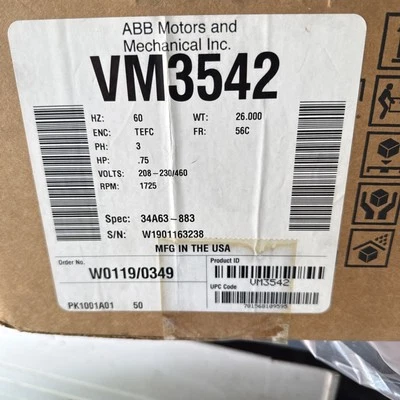 ABB Motors and
Mechanical Inc.
VM3542
HZ: 60 WT: 26.000
ENC: TEFC FR: 56C
PH: 3
HP: .75
VOLTS: 208-230/460
RPM: 1725
Spec: 34A63-883
S/N: W1901163238
MFG IN THE USA
Order No. Product ID
W0119/0349 VM3542
UPC Code
PK1001A01 50 781568109595